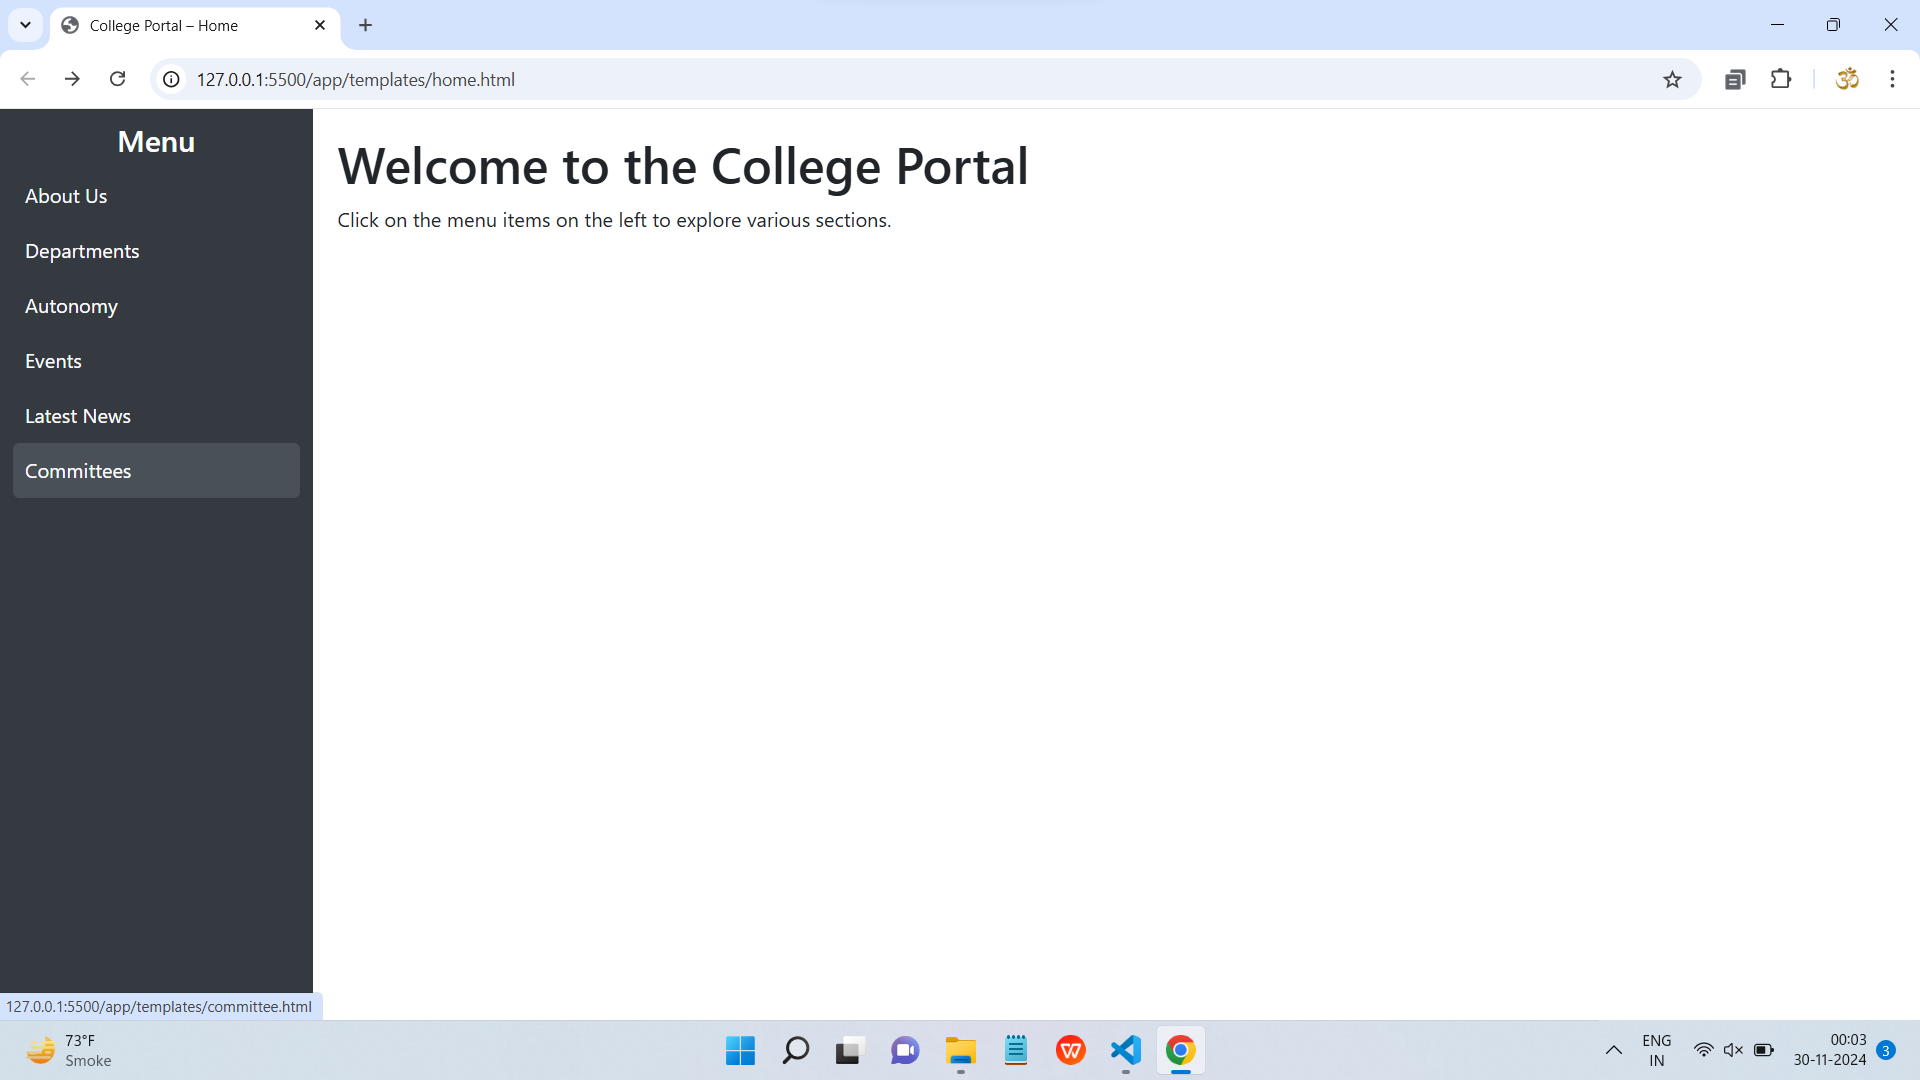 College Portal – Home
127.0.0.1:5500/app/templates/home.html
Menu
About Us
Departments
Autonomy
Events
Latest News
Committees
Welcome to the College Portal
Click on the menu items on the left to explore various sections.
127.0.0.1:5500/app/templates/committee.html
73°F
Smoke
W
ENG
IN
00:03
30-11-2024
3